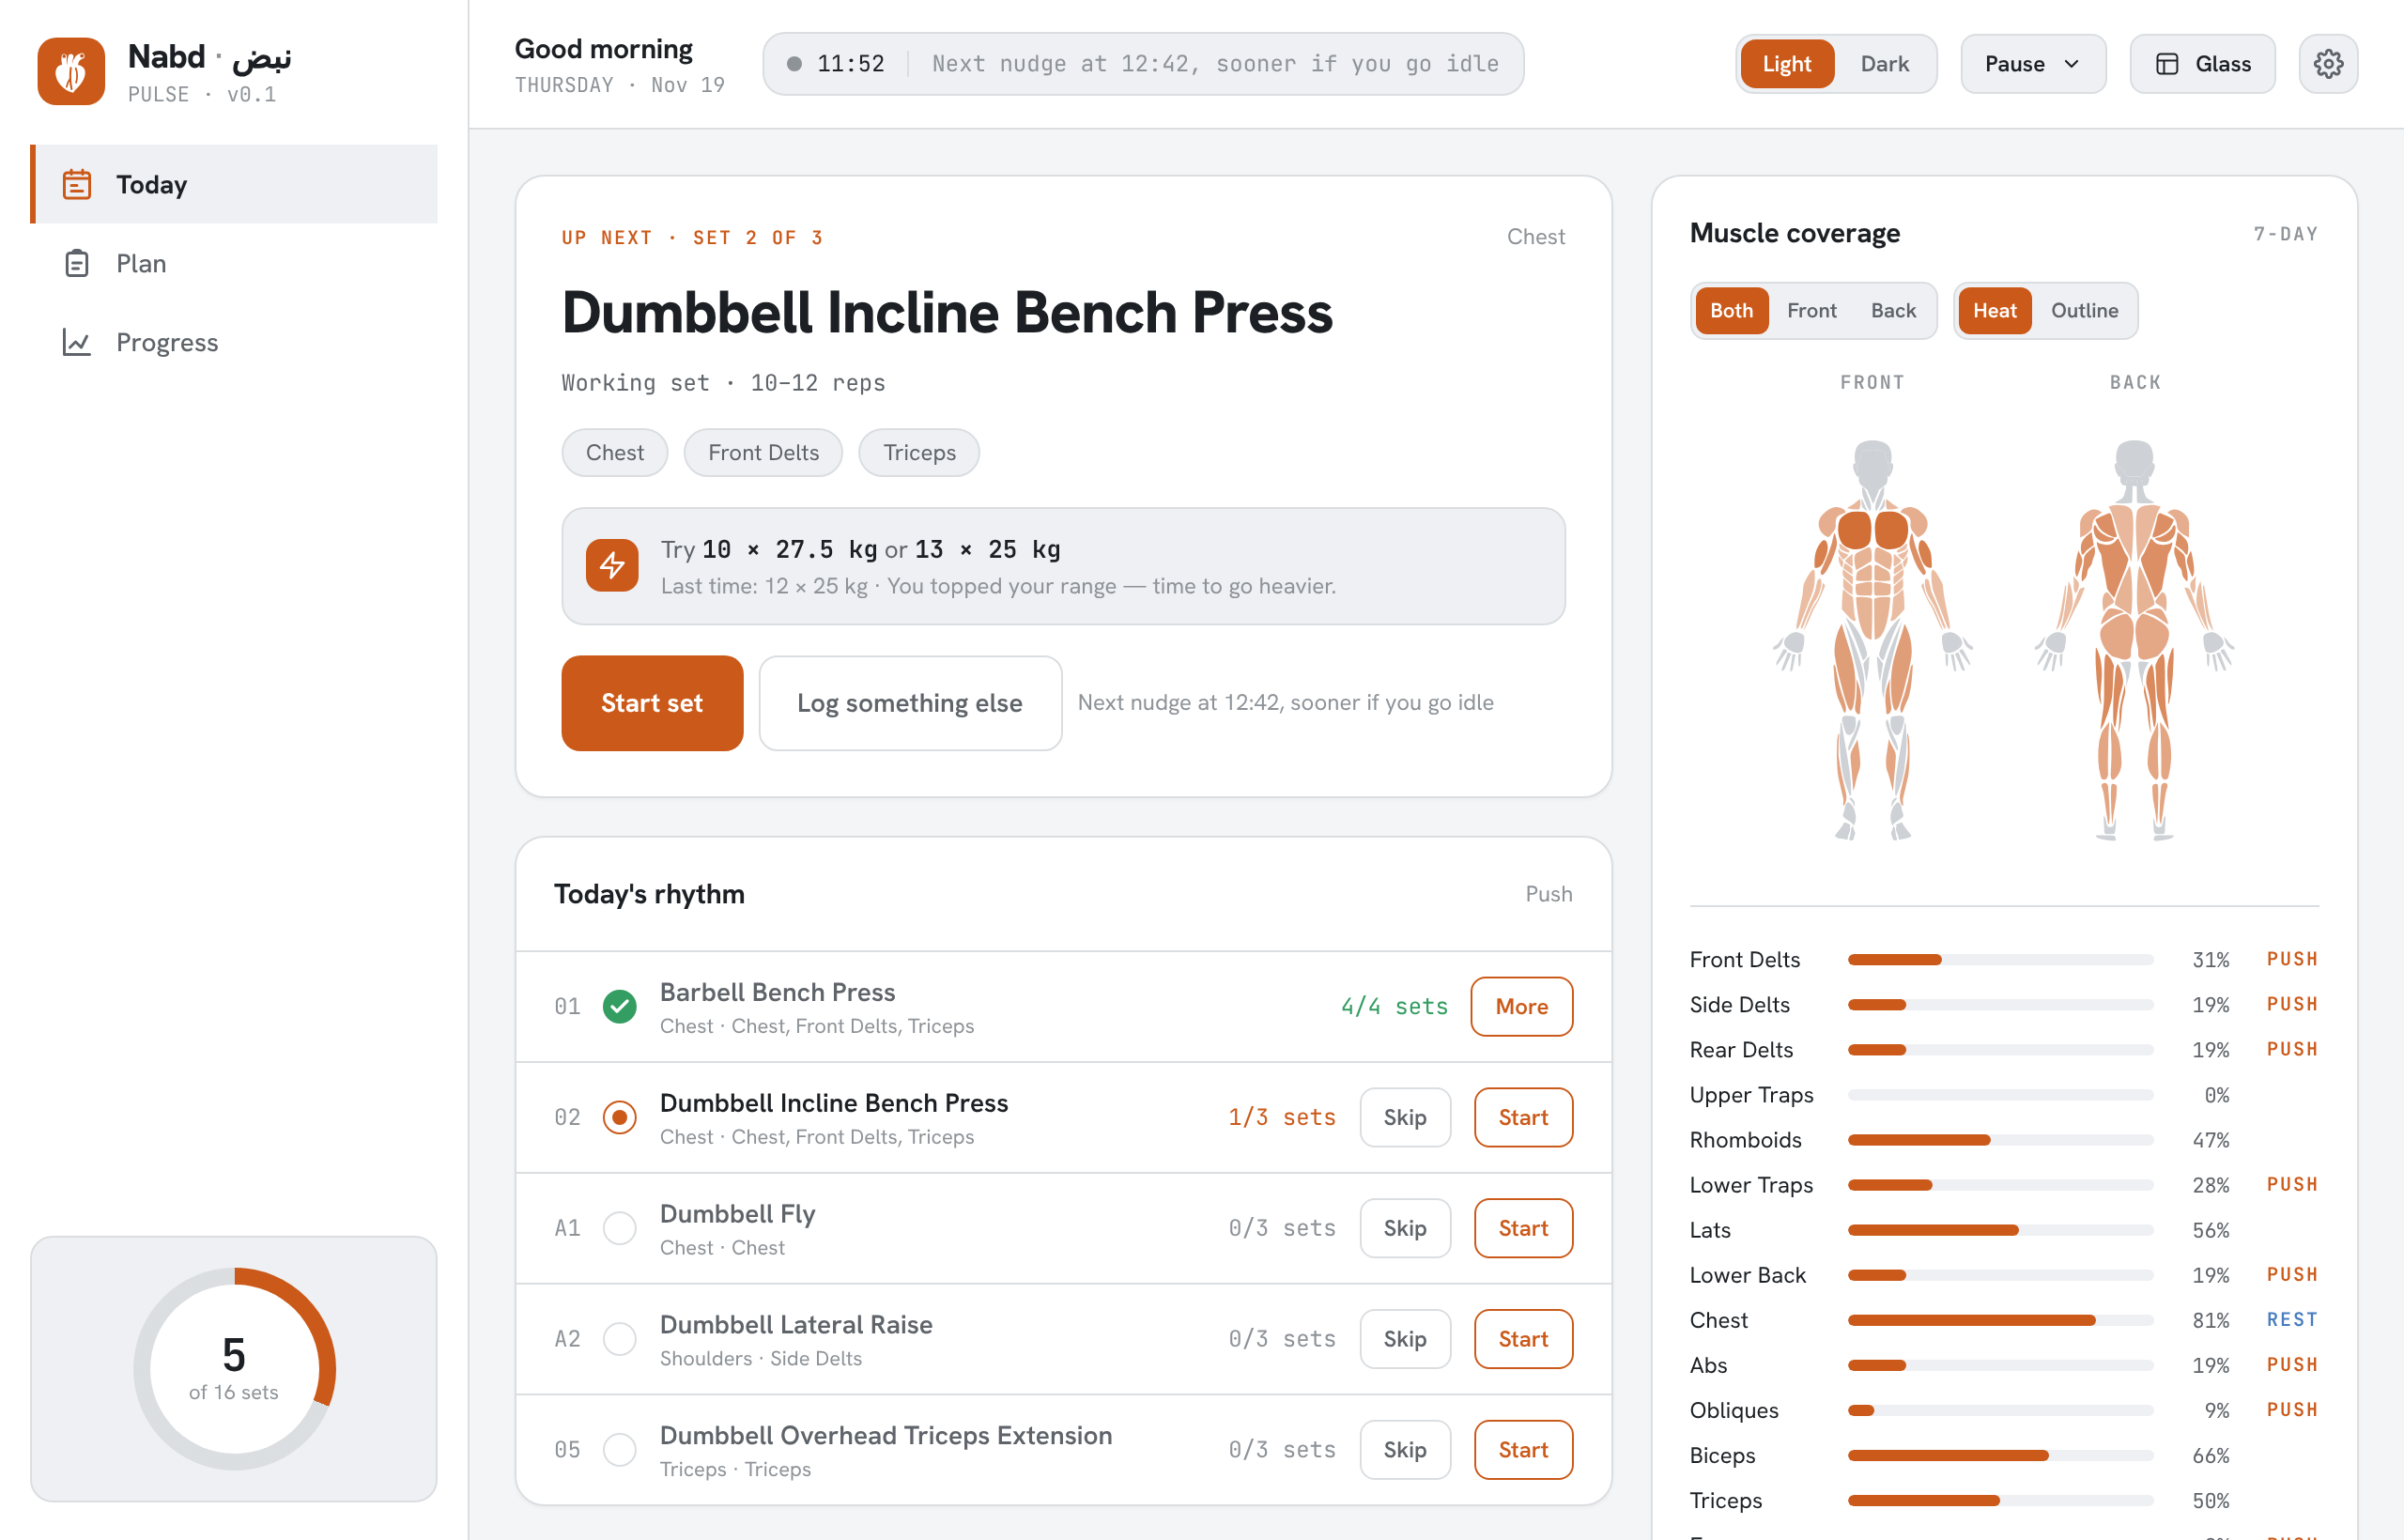 Nabd · نبض
PULSE · v0.1
Today
Plan
Progress
5
of 16 sets
Good morning
THURSDAY · Nov 19
11:52
Next nudge at 12:42, sooner if you go idle
Light
Dark
Pause
Glass
UP NEXT · SET 2 OF 3
Chest
Dumbbell Incline Bench Press
Working set · 10–12 reps
Chest
Front Delts
Triceps
Try 10 × 27.5 kg or 13 × 25 kg
Last time: 12 × 25 kg · You topped your range — time to go heavier.
Start set
Log something else
Next nudge at 12:42, sooner if you go idle
Today's rhythm
Push
01
Barbell Bench Press
Chest · Chest, Front Delts, Triceps
4/4 sets
More
02
Dumbbell Incline Bench Press
Chest · Chest, Front Delts, Triceps
1/3 sets
Skip
Start
A1
Dumbbell Fly
Chest · Chest
0/3 sets
Skip
Start
A2
Dumbbell Lateral Raise
Shoulders · Side Delts
0/3 sets
Skip
Start
05
Dumbbell Overhead Triceps Extension
Triceps · Triceps
0/3 sets
Skip
Start
Muscle coverage
7-DAY
Both
Front
Back
Heat
Outline
FRONT
BACK
Front Delts 31% PUSH
Side Delts 19% PUSH
Rear Delts 19% PUSH
Upper Traps 0%
Rhomboids 47%
Lower Traps 28% PUSH
Lats 56%
Lower Back 19% PUSH
Chest 81% REST
Abs 19% PUSH
Obliques 9% PUSH
Biceps 66%
Triceps 50%